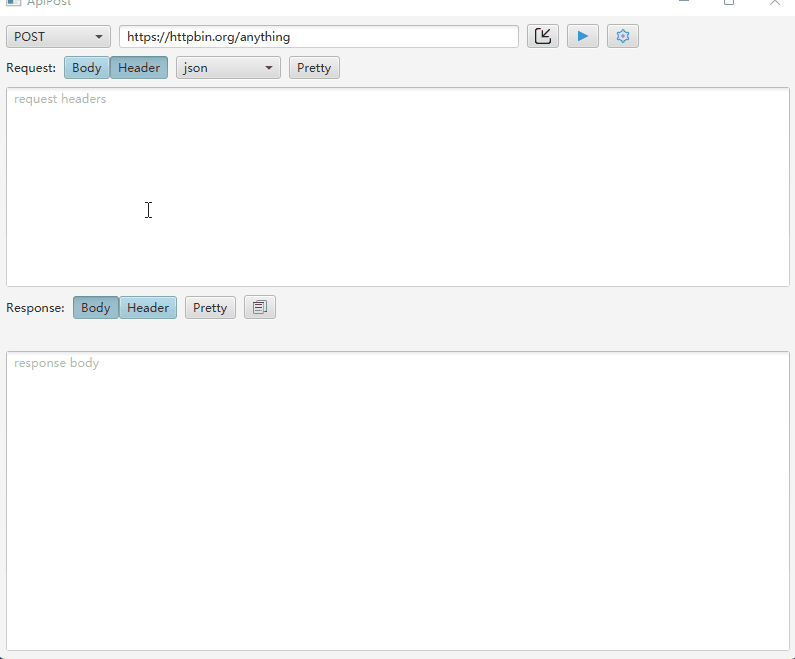 ApiPost
POST https://httpbin.org/anything
Request: Body Header json Pretty
request headers
Response: Body Header Pretty
response body